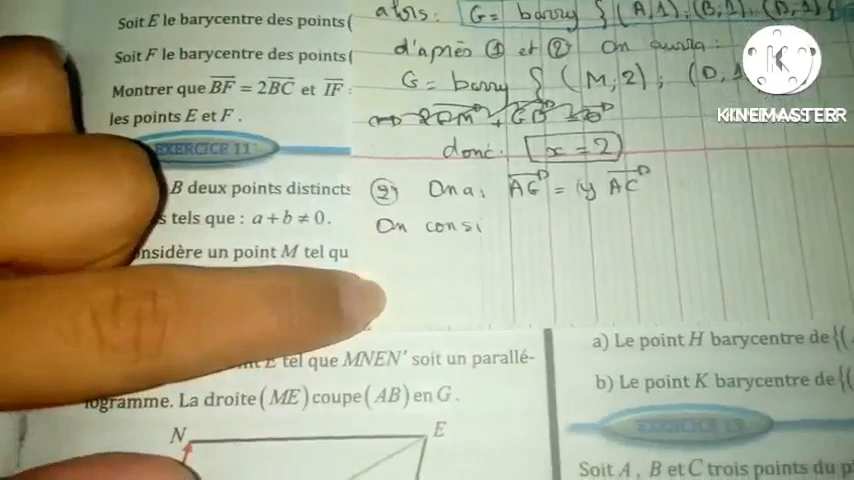 Soit E le barycentre des points (
Soit F le barycentre des points (
Montrer que BF = 2BC et IF :
les points E et F .
EXERCICE 11
B deux points distincts
s tels que : a + b ≠ 0.
nsidère un point M tel qu
E tel que MNEN' soit un parallé-
logramme. La droite (ME) coupe (AB) en G .
N
E
alors: G = barry { (A,1) ; (B,1) ; (D,1) {
d'après ① et ② On aura:
G = barry { (M;2) ; (D,1
donc: x = 2
② On a: AG = y AC
On consi
a) Le point H barycentre de {(
b) Le point K barycentre de {(
Soit A , B et C trois points du p
K
KINEMASTER